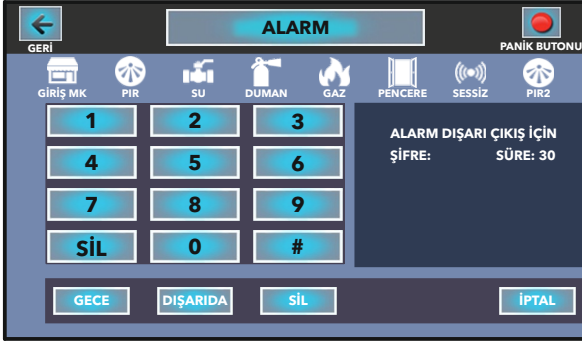 ALARM
GERİ
PANİK BUTONU
GİRİŞ MK PIR SU DUMAN GAZ PENCERE SESSİZ PIR2
1 2 3
4 5 6
7 8 9
SİL 0 #
ALARM DIŞARI ÇIKIŞ İÇİN
ŞİFRE: SÜRE: 30
GECE DIŞARIDA SİL İPTAL